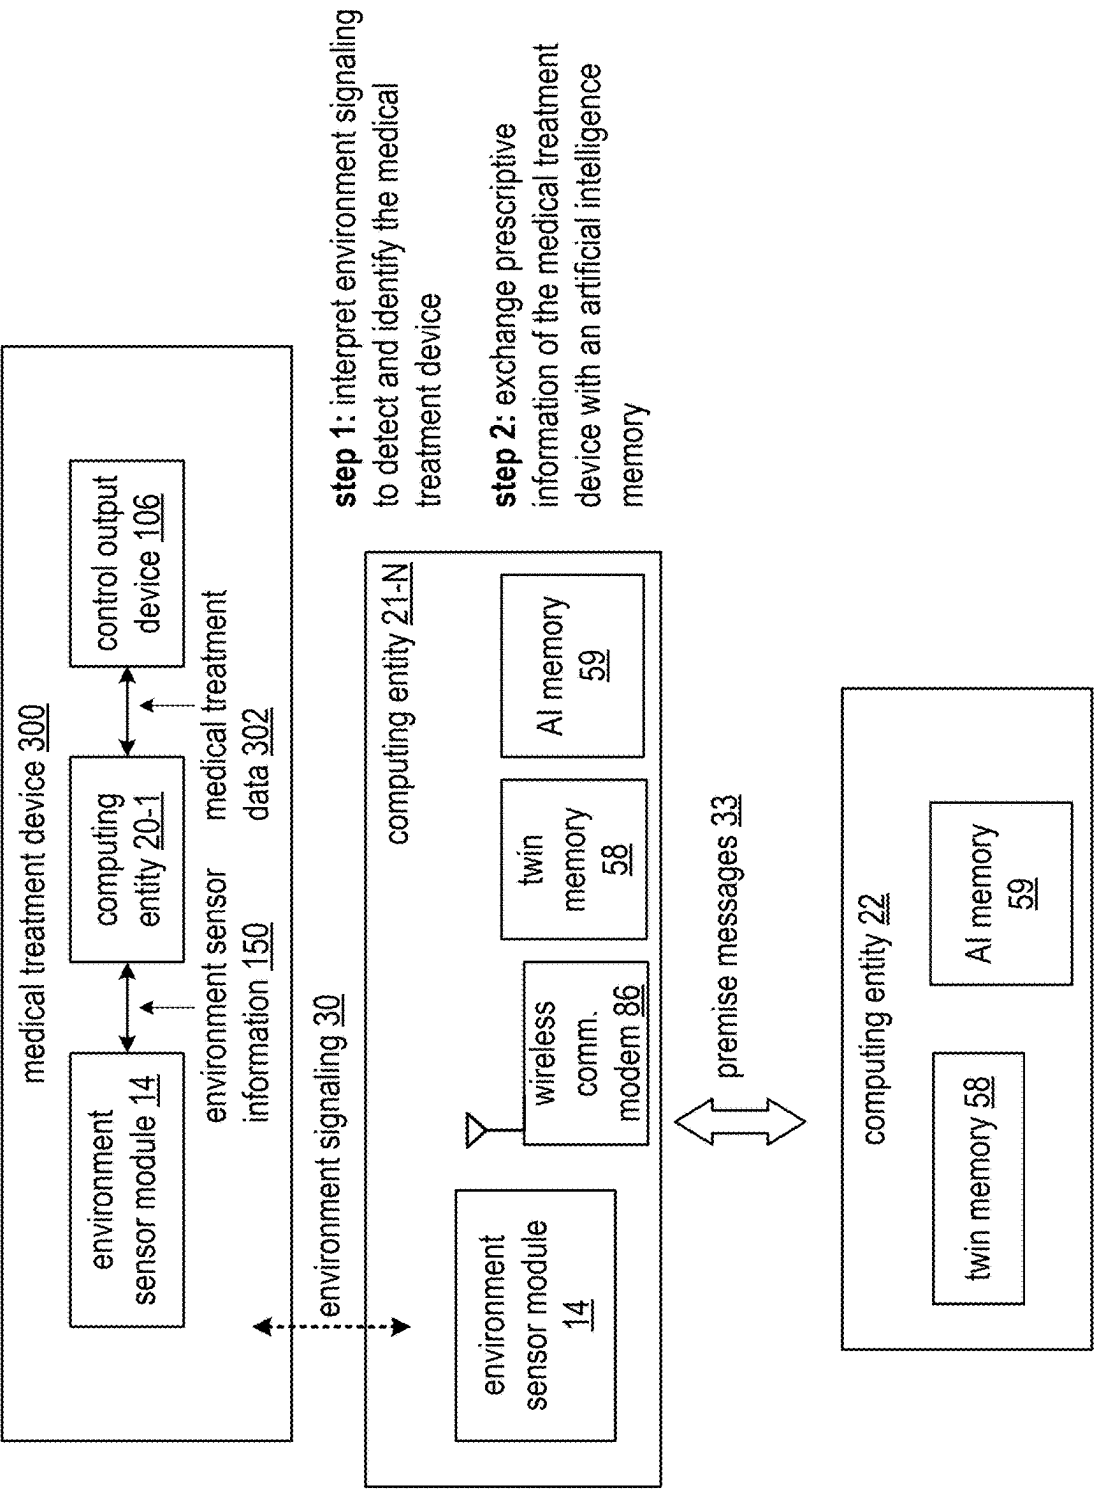 medical treatment device 300
environment
sensor module 14
computing
entity 20-1
control output
device 106
environment sensor
information 150
medical treatment
data 302
environment signaling 30
step 1: interpret environment signaling
to detect and identify the medical
treatment device
computing entity 21-N
environment
sensor module
14
wireless
comm.
modem 86
twin
memory
58
AI memory
59
step 2: exchange prescriptive
information of the medical treatment
device with an artificial intelligence
memory
premise messages 33
computing entity 22
twin memory 58
AI memory
59